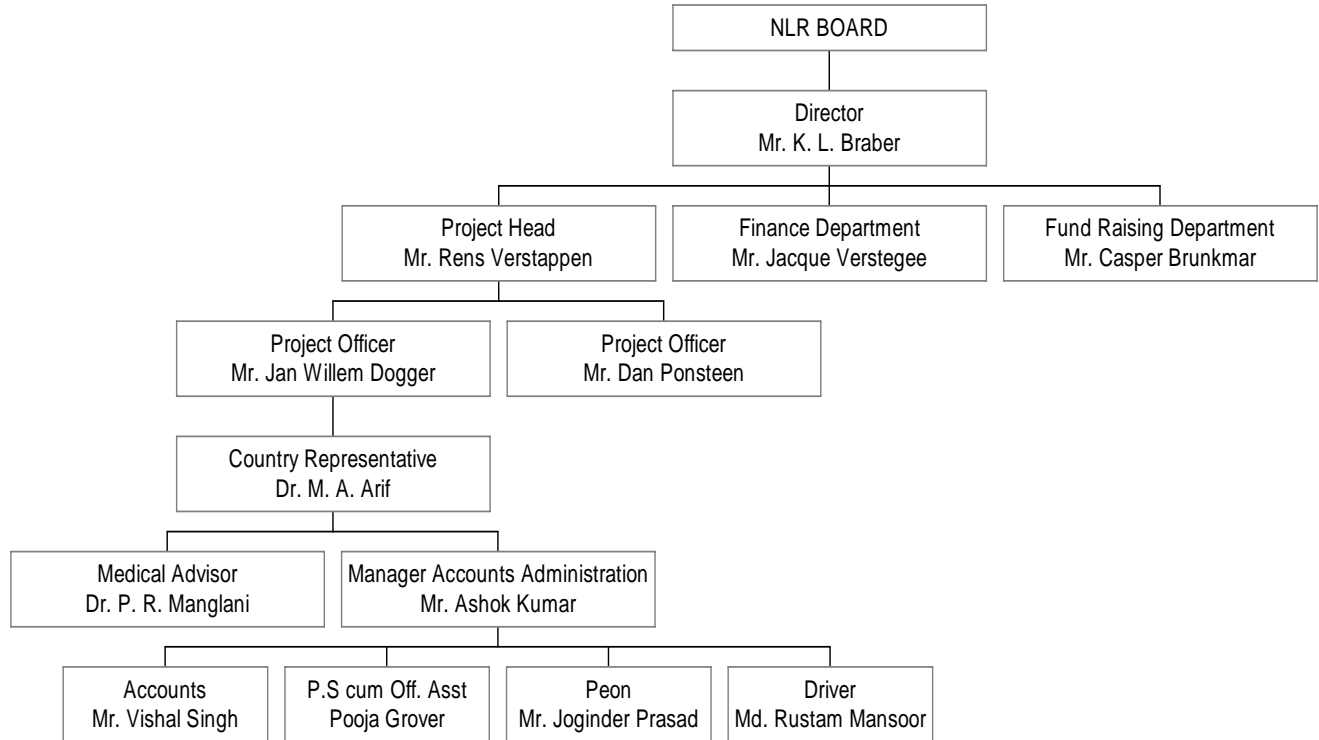 NLR BOARD
Director
Mr. K. L. Braber
Project Head
Mr. Rens Verstappen
Finance Department
Mr. Jacque Verstegee
Fund Raising Department
Mr. Casper Brunkmar
Project Officer
Mr. Jan Willem Dogger
Project Officer
Mr. Dan Ponsteen
Country Representative
Dr. M. A. Arif
Medical Advisor
Dr. P. R. Manglani
Manager Accounts Administration
Mr. Ashok Kumar
Accounts
Mr. Vishal Singh
P.S cum Off. Asst
Pooja Grover
Peon
Mr. Joginder Prasad
Driver
Md. Rustam Mansoor